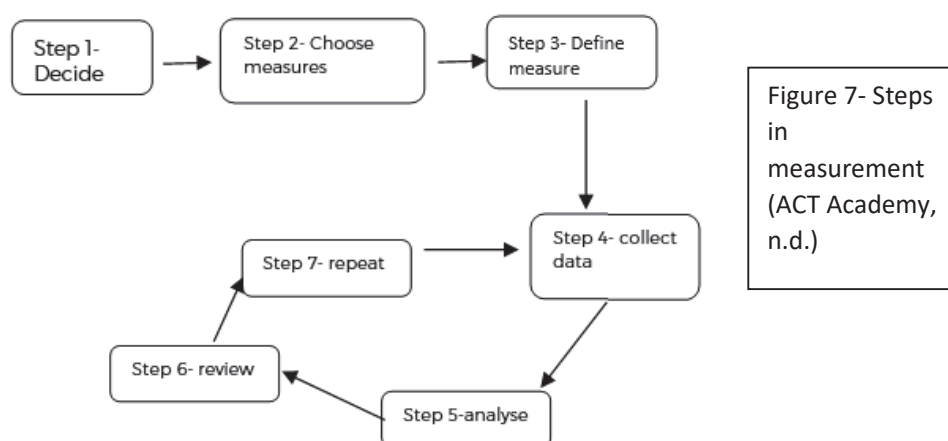 Step 1-
Decide
Step 2- Choose
measures
Step 3- Define
measure
Figure 7- Steps
in
measurement
(ACT Academy,
n.d.)
Step 4- collect
data
Step 7- repeat
Step 6- review
Step 5-analyse